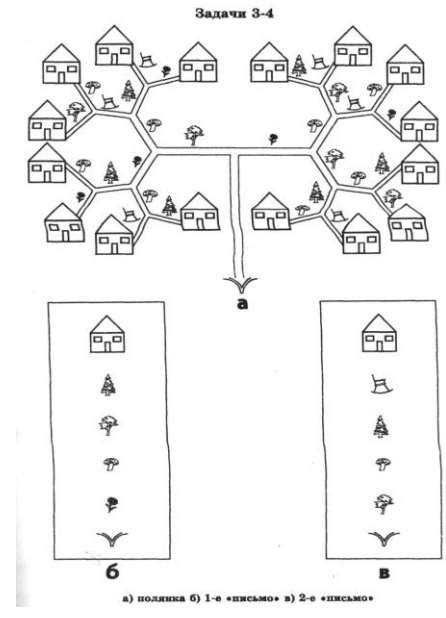 Задачи 3-4
а
б
в
а) полянка б) 1-е «письмо» в) 2-е «письмо»